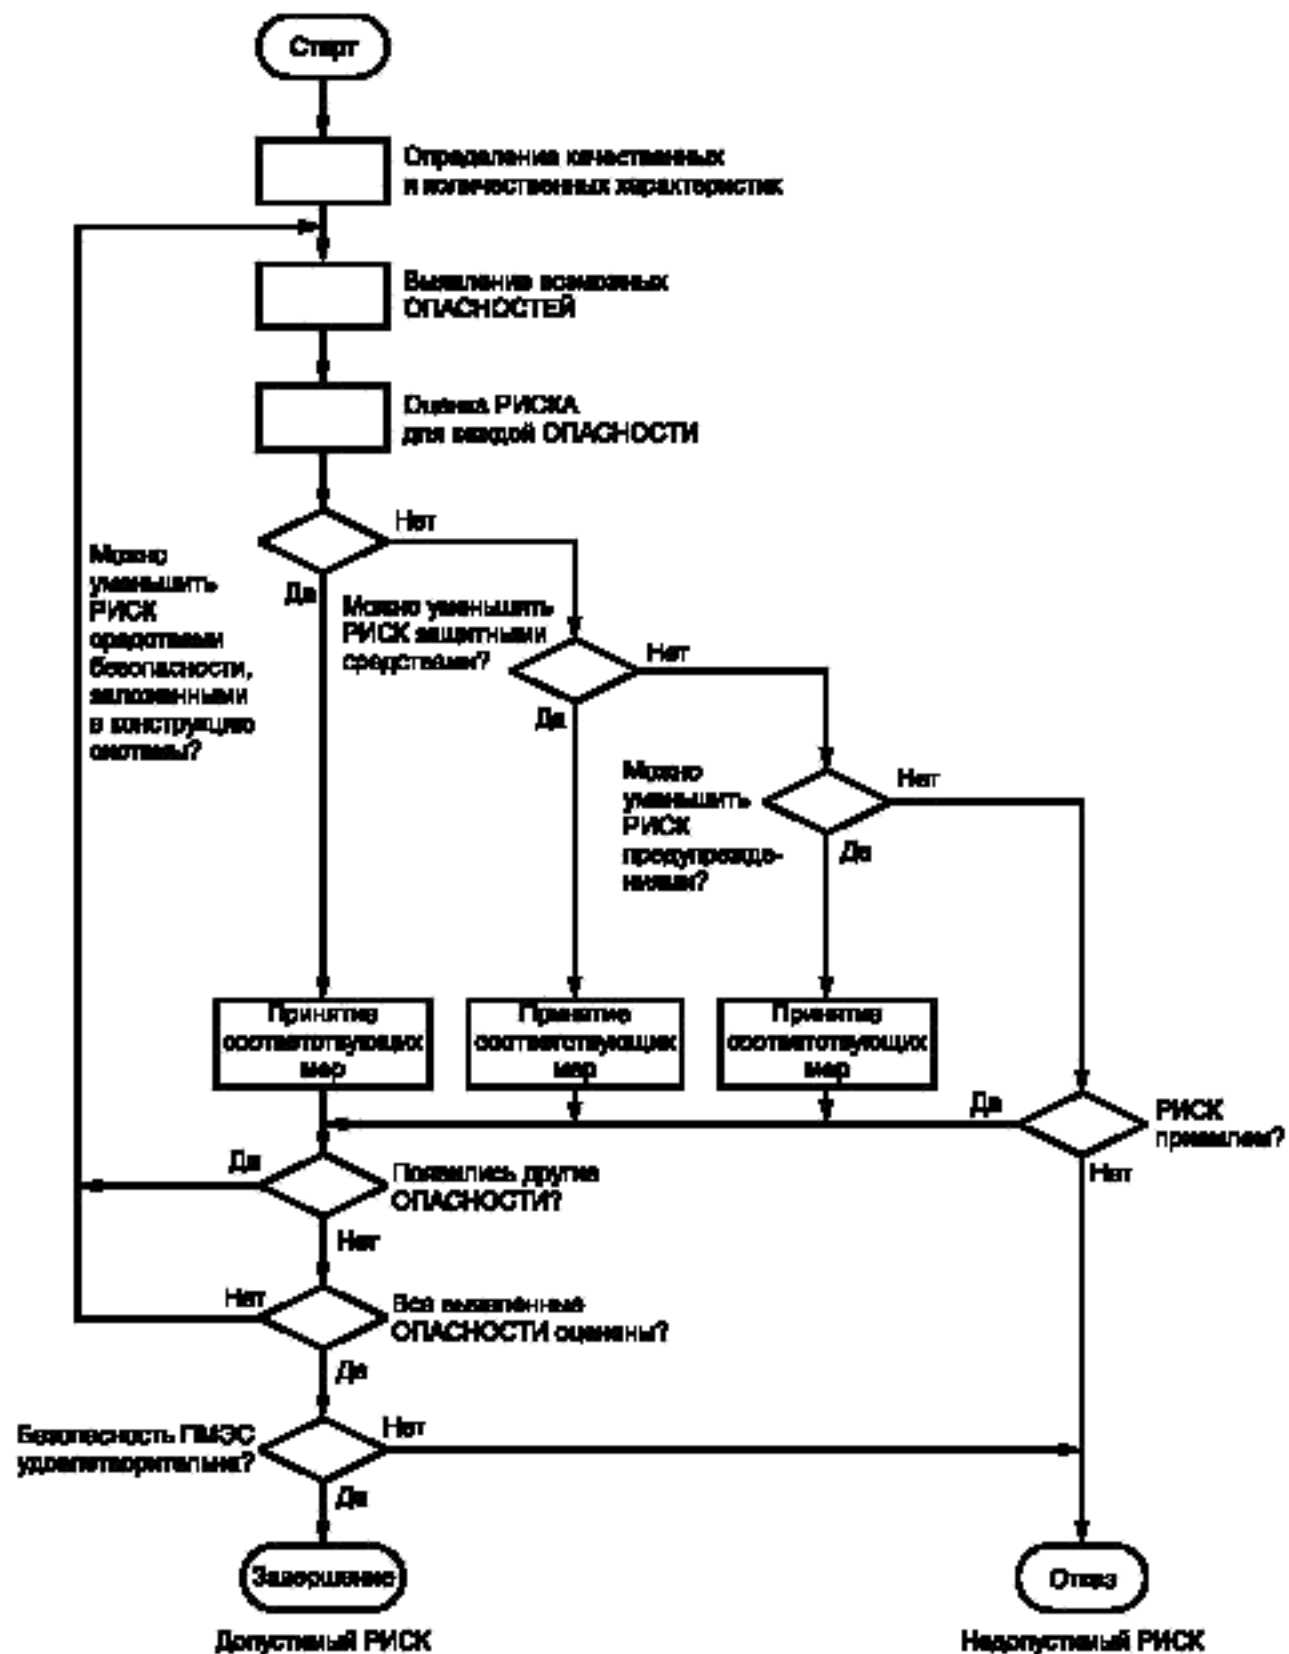 Старт
Определение качественных
и количественных характеристик
Выявление возможных
ОПАСНОСТЕЙ
Оценка РИСКА
для каждой ОПАСНОСТИ
Нет
Да
Можно
уменьшить
РИСК
средствами
безопасности,
заложенными
в конструкцию
системы?
Можно уменьшить
РИСК защитными
средствами?
Нет
Да
Можно
уменьшить
РИСК
предупрежде-
ниями?
Нет
Да
Принятие
соответствующих
мер
Принятие
соответствующих
мер
Принятие
соответствующих
мер
Да
РИСК
приемлем?
Нет
Да
Появились другие
ОПАСНОСТИ?
Нет
Нет
Все выявленные
ОПАСНОСТИ оценены?
Да
Безопасность ПМЭС
удовлетворительна?
Нет
Да
Завершение
Отказ
Допустимый РИСК
Недопустимый РИСК